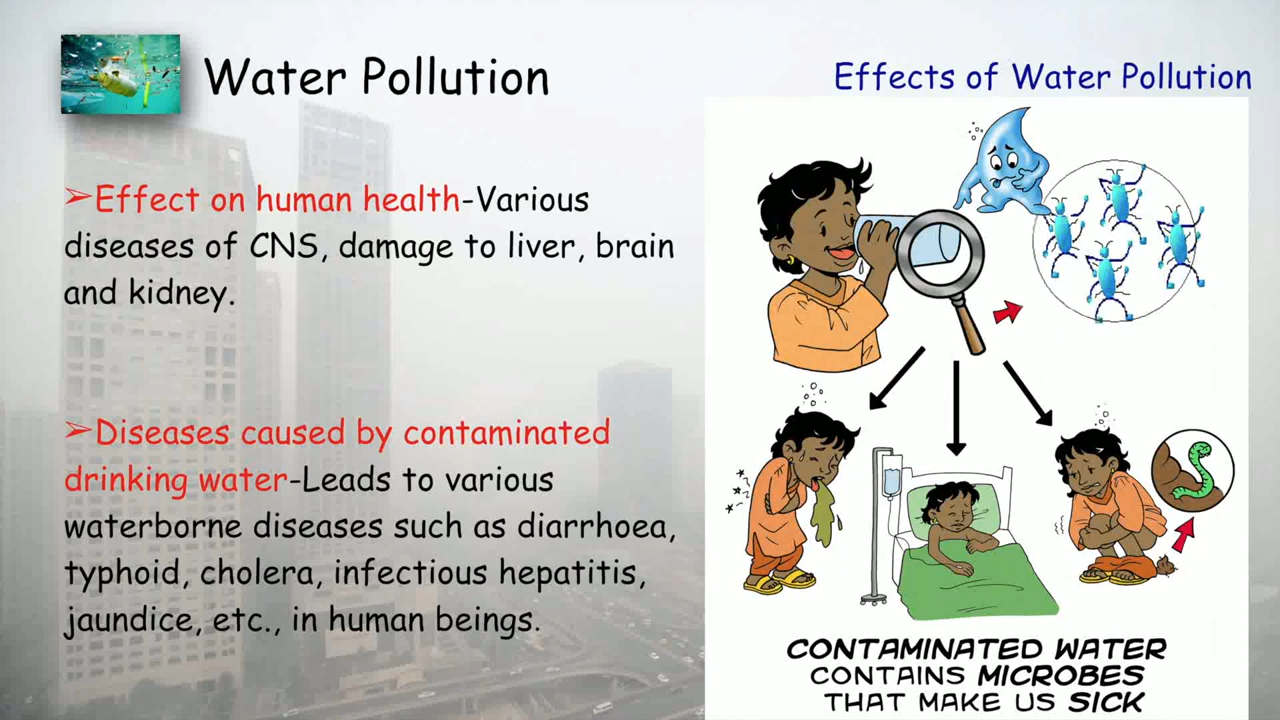 Water Pollution
Effects of Water Pollution
➢Effect on human health-Various
diseases of CNS, damage to liver, brain
and kidney.
➢Diseases caused by contaminated
drinking water-Leads to various
waterborne diseases such as diarrhoea,
typhoid, cholera, infectious hepatitis,
jaundice, etc., in human beings.
CONTAMINATED WATER
CONTAINS MICROBES
THAT MAKE US SICK